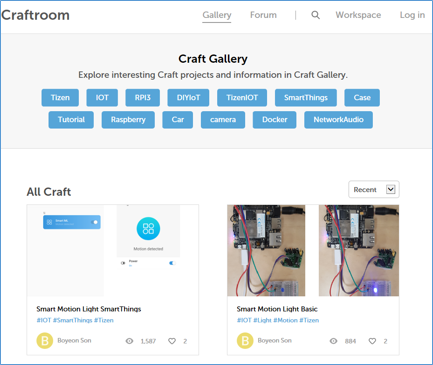 Craftroom
Gallery Forum | Workspace Log in
Craft Gallery
Explore interesting Craft projects and information in Craft Gallery.
Tizen IOT RPI3 DIYIoT TizenIOT SmartThings Case
Tutorial Raspberry Car camera Docker NetworkAudio
All Craft
Recent
Motion detected
Smart Motion Light SmartThings
#IOT #SmartThings #Tizen
B Boyeon Son 1,587 2
Smart Motion Light Basic
#IOT #Light #Motion #Tizen
B Boyeon Son 884 2